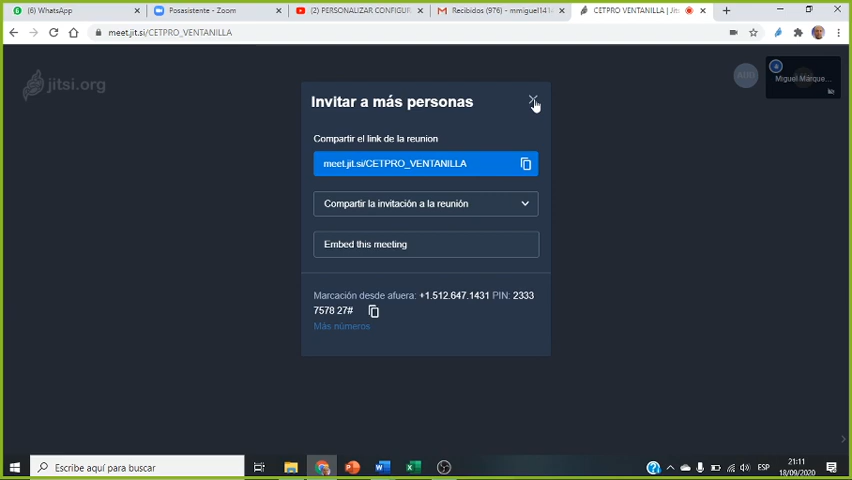 (6) WhatsApp
Posasistente - Zoom
(2) PERSONALIZAR CONFIGUR
Recibidos (976) - mmiguel141
CETPRO VENTANILLA | Jits
meet.jit.si/CETPRO_VENTANILLA
jitsi.org
Miguel Márque...
Invitar a más personas
Compartir el link de la reunion
meet.jit.si/CETPRO_VENTANILLA
Compartir la invitación a la reunión
Embed this meeting
Marcación desde afuera: +1.512.647.1431 PIN: 2333
7578 27#
Más números
Escribe aquí para buscar
ESP
21:11
18/09/2020